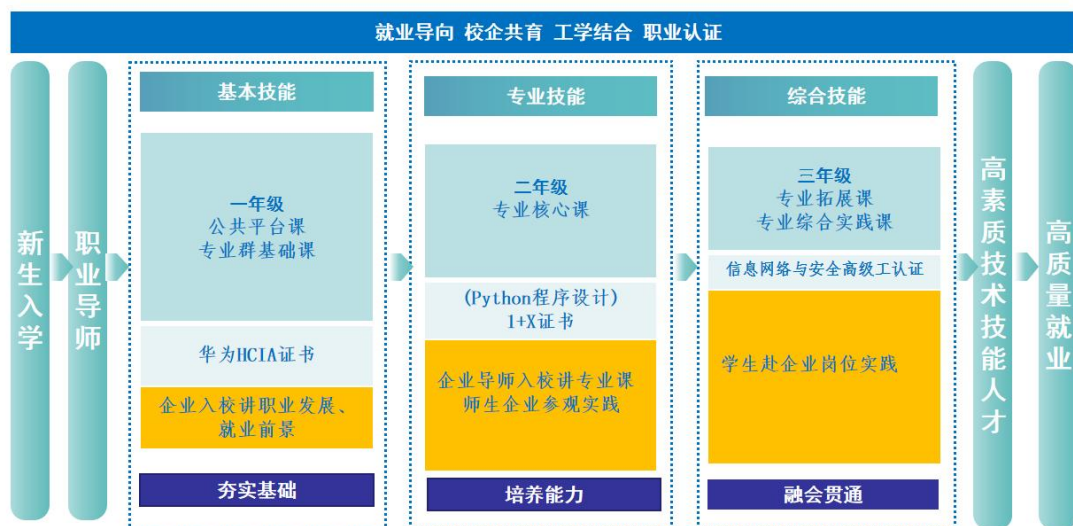 就业导向 校企共育 工学结合 职业认证
新生入学
职业导师
基本技能
一年级
公共平台课
专业群基础课
华为HCIA证书
企业入校讲职业发展、
就业前景
夯实基础
专业技能
二年级
专业核心课
(Python程序设计)
1+X证书
企业导师入校讲专业课
师生企业参观实践
培养能力
综合技能
三年级
专业拓展课
专业综合实践课
信息网络与安全高级工认证
学生赴企业岗位实践
融会贯通
高素质技术技能人才
高质量就业